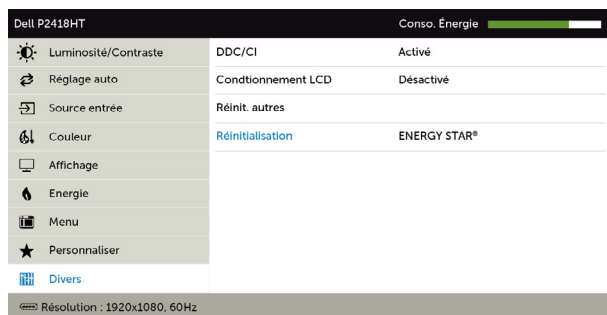 Dell P2418HT Conso. Énergie
Luminosité/Contraste DDC/CI Activé
Réglage auto Condtionnement LCD Désactivé
Source entrée Réinit. autres
Couleur Réinitialisation ENERGY STAR®
Affichage
Energie
Menu
Personnaliser
Divers
Résolution : 1920x1080, 60Hz